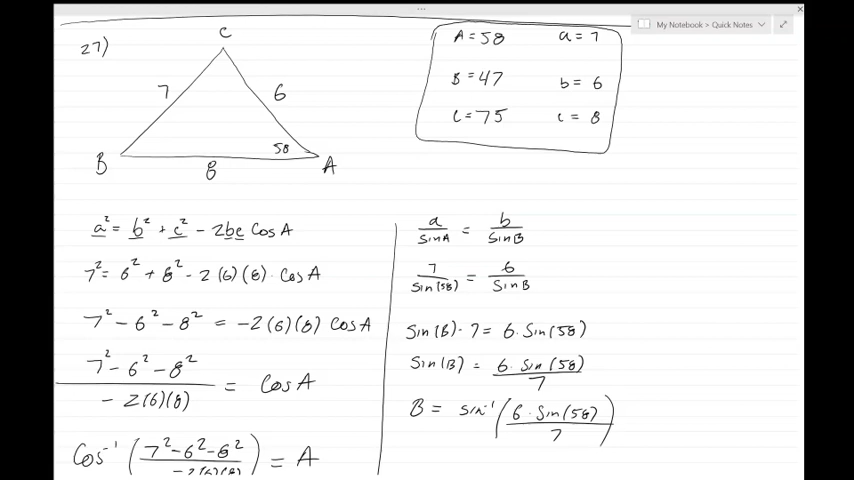 My Notebook > Quick Notes
27)
C
7
6
58
B
8
A
A = 58 a = 7
B = 47 b = 6
C = 75 c = 8
a² = b² + c² - 2bc Cos A
7² = 6² + 8² - 2(6)(8) · Cos A
7² - 6² - 8² = -2(6)(8) Cos A
7² - 6² - 8² / -2(6)(8) = Cos A
Cos⁻¹ (7² - 6² - 8² / -2(6)(8)) = A
a / Sin A = b / Sin B
7 / Sin(58) = 6 / Sin B
Sin(B) · 7 = 6 · Sin(58)
Sin(B) = 6 · Sin(58) / 7
B = Sin⁻¹ (6 · Sin(58) / 7)